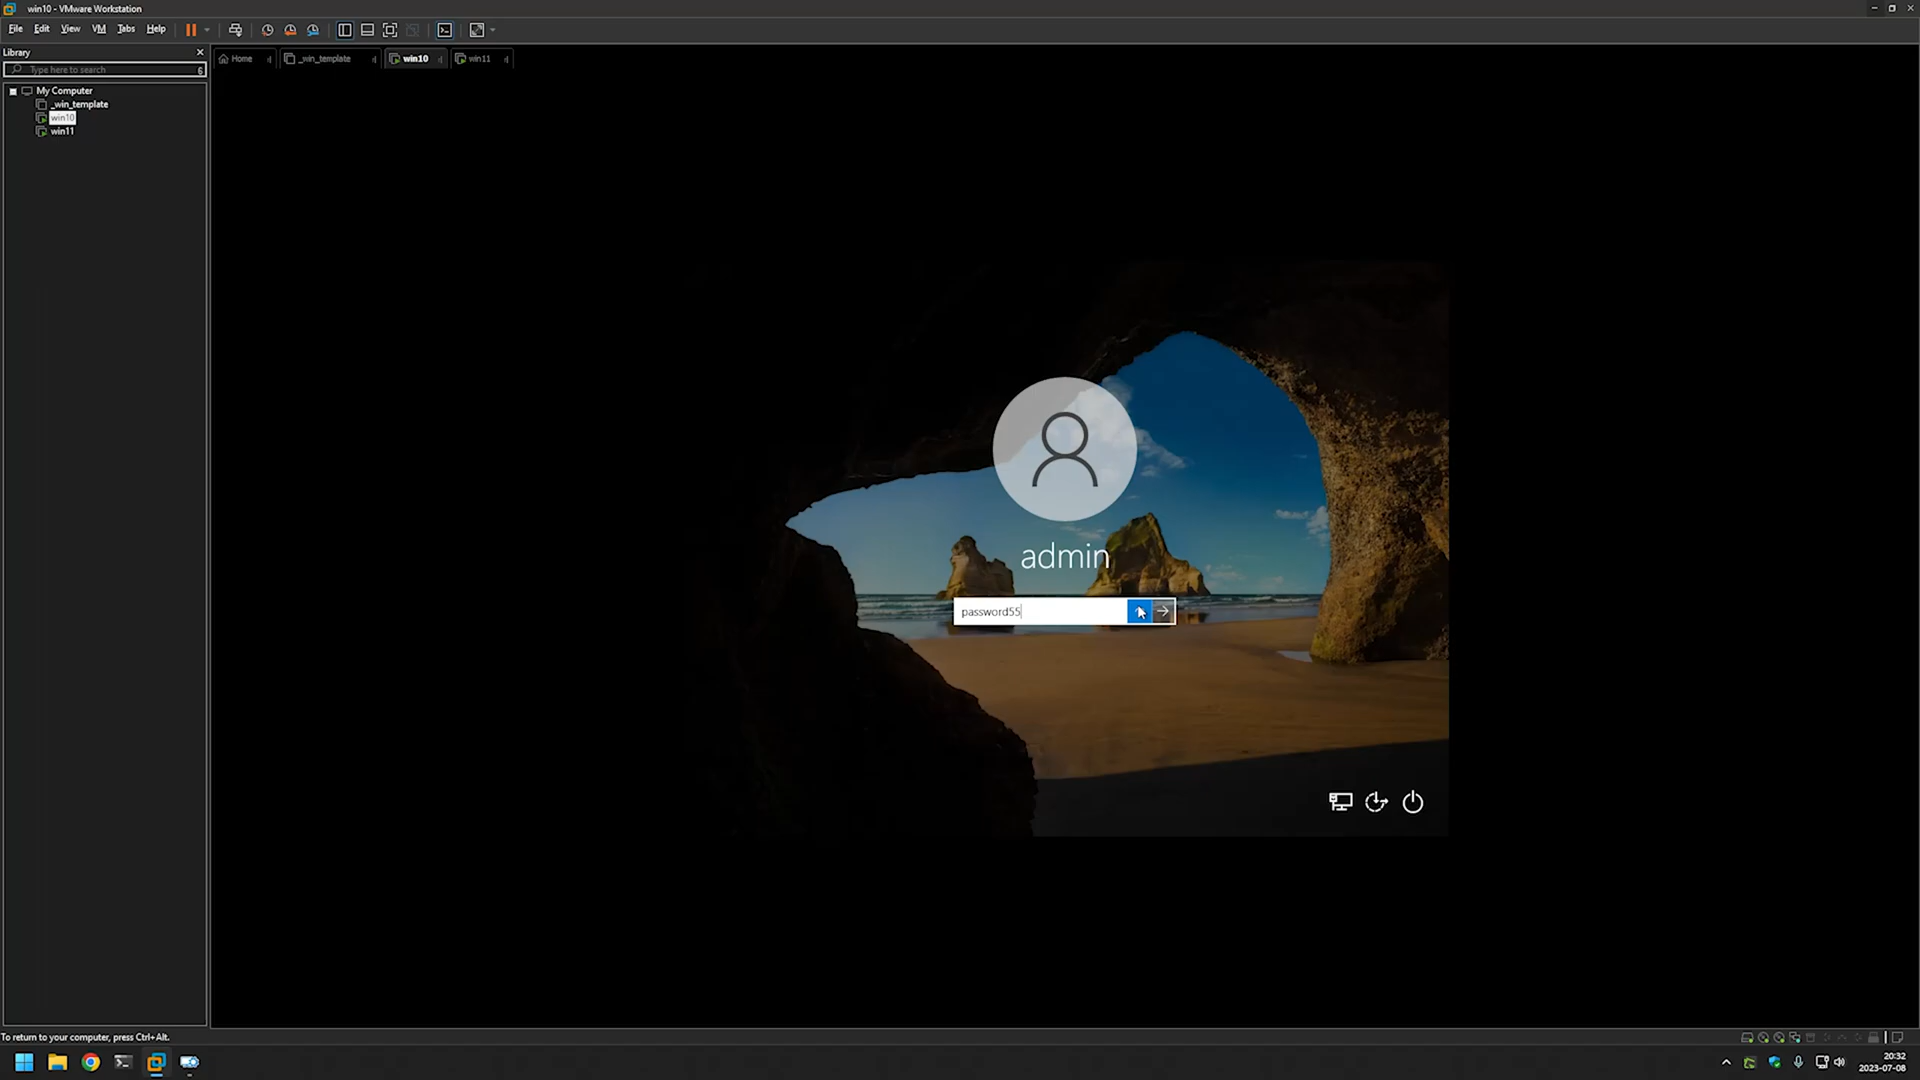 win10 - VMware Workstation
File Edit View VM Tabs Help
Library
Type here to search
Home
_win_template
win10
win11
My Computer
_win_template
win10
win11
admin
password55
To return to your computer, press Ctrl+Alt.
20:32
2023-07-08